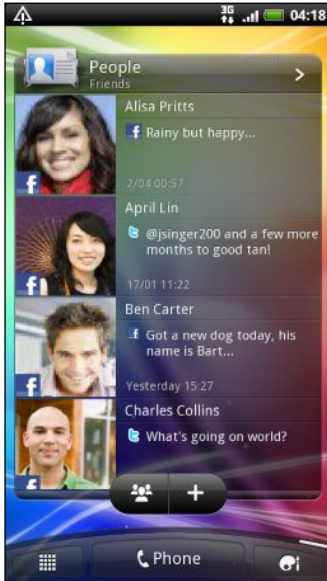 3G 04:18
People
Friends
Alisa Pritts
f Rainy but happy...
f
2/04 00:57
April Lin
t @jsinger200 and a few more
months to good tan!
f
17/01 11:22
Ben Carter
f Got a new dog today, his
name is Bart...
f
Yesterday 15:27
Charles Collins
t What's going on world?
f
Phone